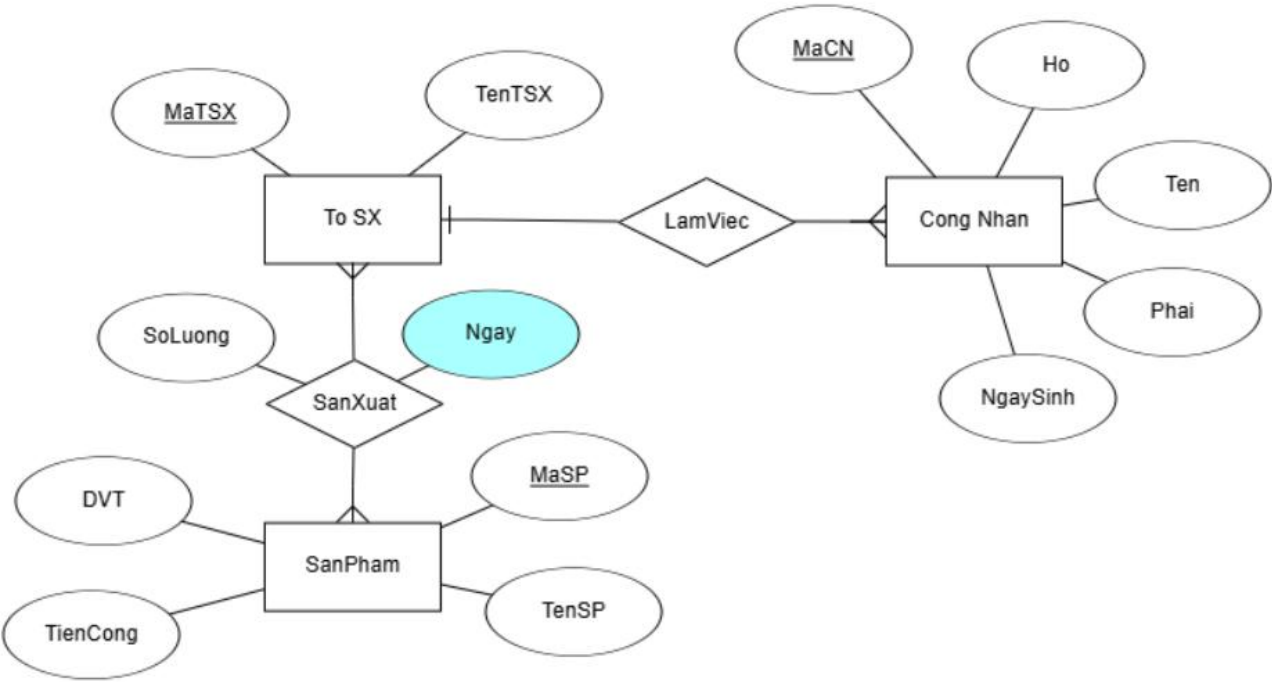 MaCN
Ho
MaTSX
TenTSX
Ten
To SX
LamViec
Cong Nhan
Phai
SoLuong
Ngay
SanXuat
NgaySinh
MaSP
DVT
SanPham
TenSP
TienCong